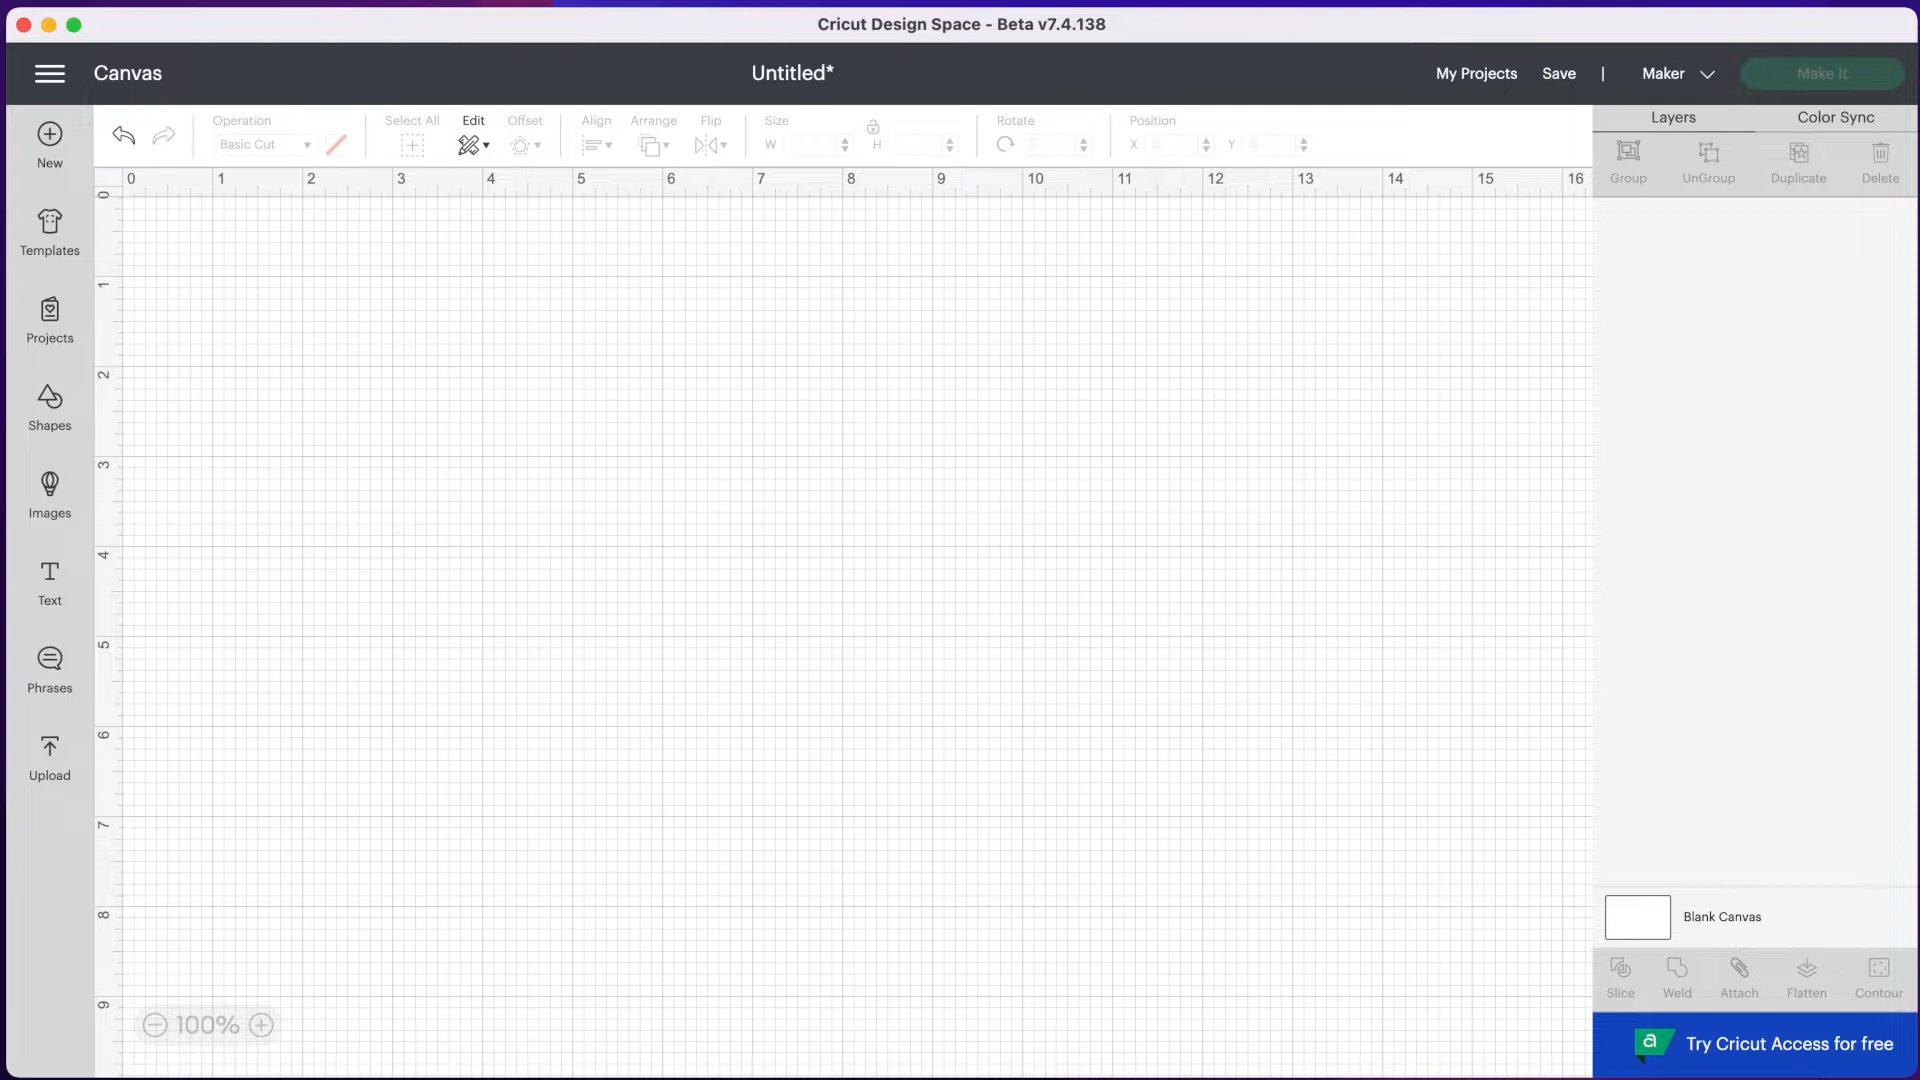 Cricut Design Space - Beta v7.4.138
Canvas
Untitled*
My Projects
Save
|
Maker
Make It
New
Templates
Projects
Shapes
Images
Text
Phrases
Upload
Operation
Basic Cut
Select All
Edit
Offset
Align
Arrange
Flip
Size
W
H
Rotate
Position
X
Y
0 1 2 3 4 5 6 7 8 9 10 11 12 13 14 15 16
0
1
2
3
4
5
6
7
8
9
100%
Layers
Color Sync
Group
UnGroup
Duplicate
Delete
Blank Canvas
Slice
Weld
Attach
Flatten
Contour
a
Try Cricut Access for free